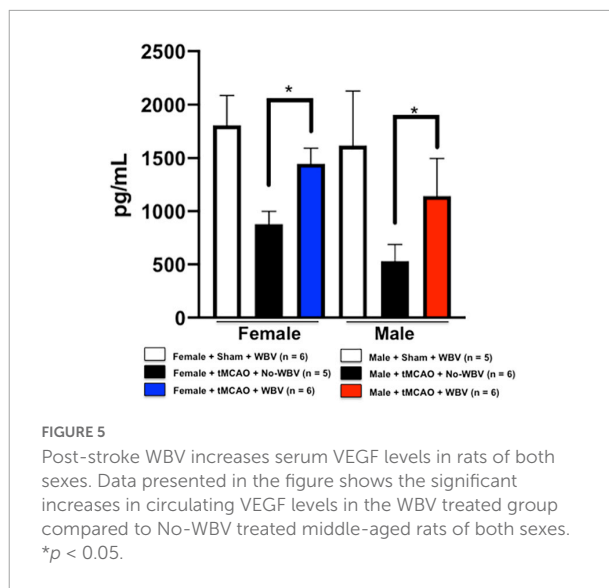 2500
2000
1500
1000
500
0
pg/mL
*
*
Female Male
Female + Sham + WBV (n = 6) Male + Sham + WBV (n = 5)
Female + tMCAO + No-WBV (n = 5) Male + tMCAO + No-WBV (n = 6)
Female + tMCAO + WBV (n = 6) Male + tMCAO + WBV (n = 6)
FIGURE 5
Post-stroke WBV increases serum VEGF levels in rats of both
sexes. Data presented in the figure shows the significant
increases in circulating VEGF levels in the WBV treated group
compared to No-WBV treated middle-aged rats of both sexes.
*p < 0.05.